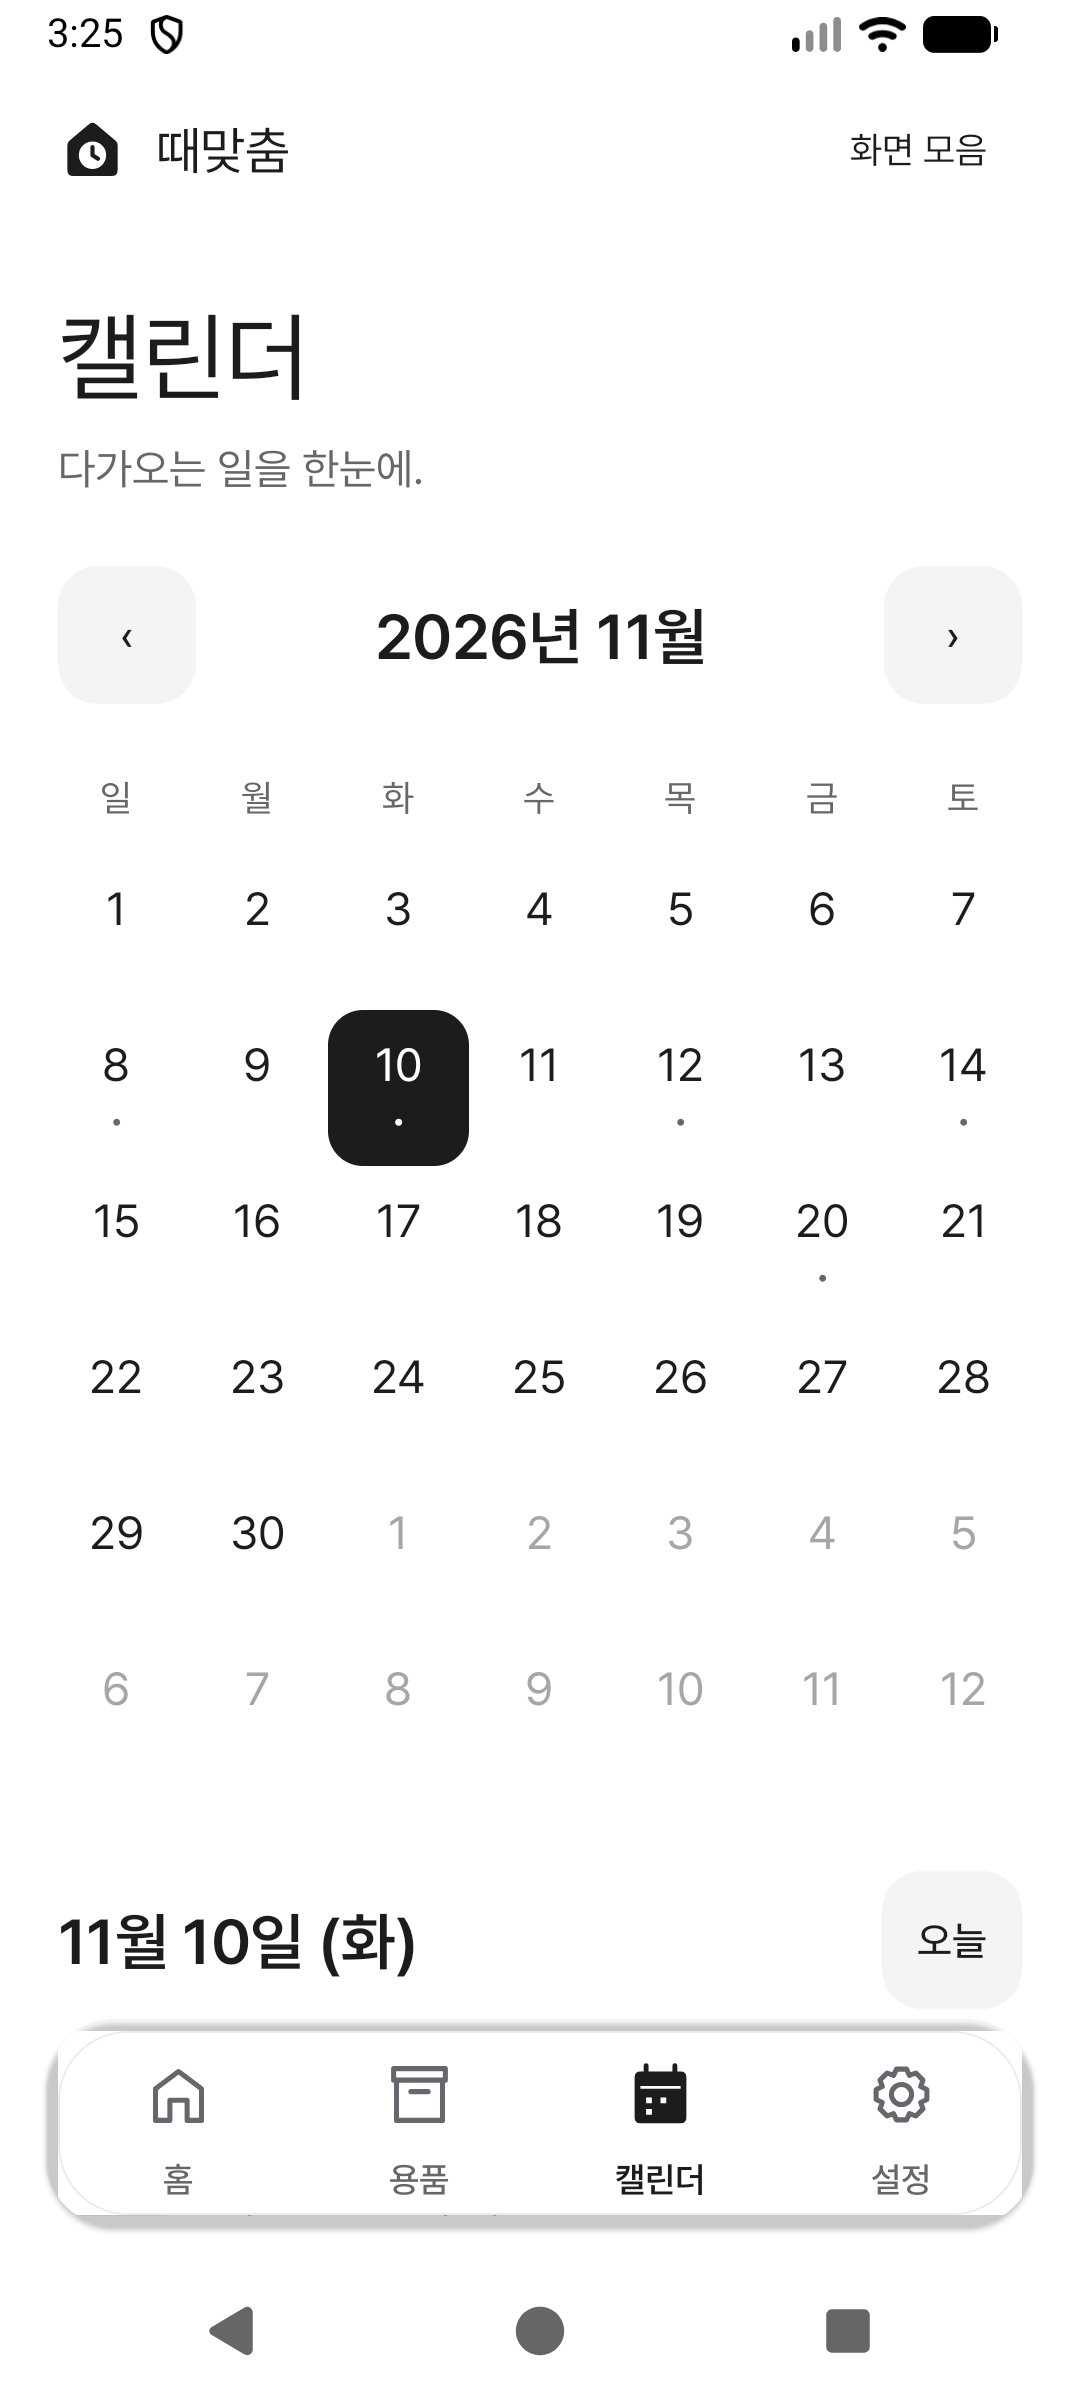 3:25
때맞춤 화면 모음
캘린더
다가오는 일을 한눈에.
‹ 2026년 11월 ›
일 월 화 수 목 금 토
1 2 3 4 5 6 7
8 9 10 11 12 13 14
15 16 17 18 19 20 21
22 23 24 25 26 27 28
29 30 1 2 3 4 5
6 7 8 9 10 11 12
11월 10일 (화) 오늘
홈 용품 캘린더 설정